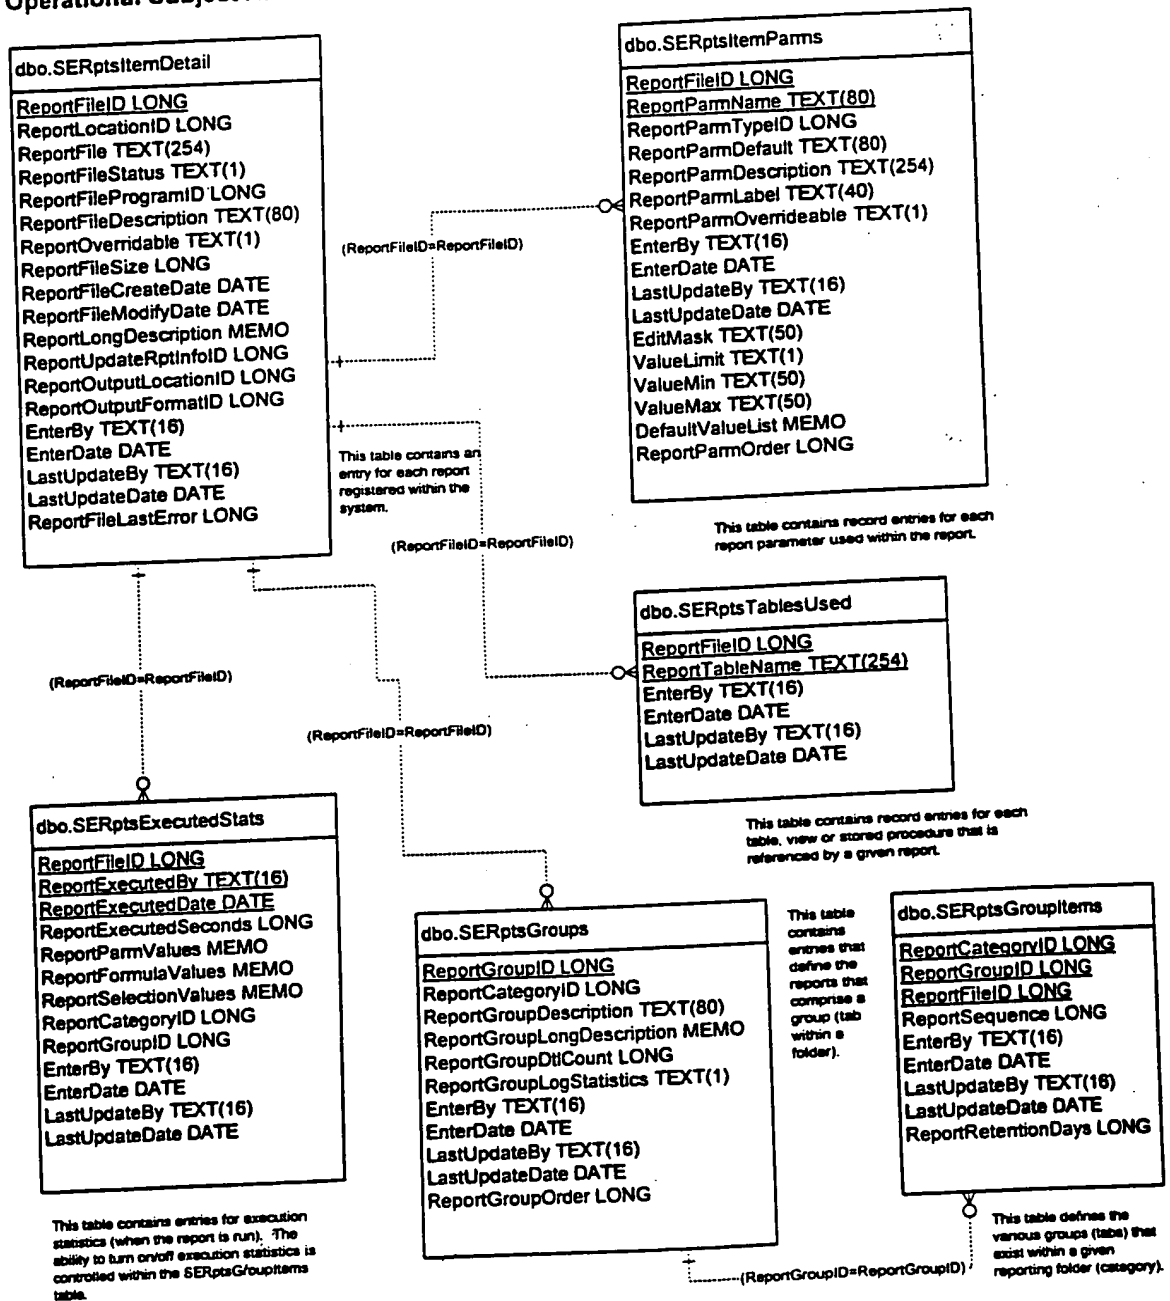 dbo.SERptsItemDetail
ReportFileID LONG
ReportLocationID LONG
ReportFile TEXT(254)
ReportFileStatus TEXT(1)
ReportFileProgramID LONG
ReportFileDescription TEXT(80)
ReportOverridable TEXT(1)
ReportFileSize LONG
ReportFileCreateDate DATE
ReportFileModifyDate DATE
ReportLongDescription MEMO
ReportUpdateRptInfoID LONG
ReportOutputLocationID LONG
ReportOutputFormatID LONG
EnterBy TEXT(16)
EnterDate DATE
LastUpdateBy TEXT(16)
LastUpdateDate DATE
ReportFileLastError LONG
This table contains an
entry for each report
registered within the
system.
(ReportFileID=ReportFileID)
dbo.SERptsItemParms
ReportFileID LONG
ReportParmName TEXT(80)
ReportParmTypeID LONG
ReportParmDefault TEXT(80)
ReportParmDescription TEXT(254)
ReportParmLabel TEXT(40)
ReportParmOverrideable TEXT(1)
EnterBy TEXT(16)
EnterDate DATE
LastUpdateBy TEXT(16)
LastUpdateDate DATE
EditMask TEXT(50)
ValueLimit TEXT(1)
ValueMin TEXT(50)
ValueMax TEXT(50)
DefaultValueList MEMO
ReportParmOrder LONG
This table contains record entries for each
report parameter used within the report.
(ReportFileID=ReportFileID)
dbo.SERptsTablesUsed
ReportFileID LONG
ReportTableName TEXT(254)
EnterBy TEXT(16)
EnterDate DATE
LastUpdateBy TEXT(16)
LastUpdateDate DATE
This table contains record entries for each
table, view or stored procedure that is
referenced by a given report.
(ReportFileID=ReportFileID)
(ReportFileID=ReportFileID)
dbo.SERptsExecutedStats
ReportFileID LONG
ReportExecutedBy TEXT(16)
ReportExecutedDate DATE
ReportExecutedSeconds LONG
ReportParmValues MEMO
ReportFormulaValues MEMO
ReportSelectionValues MEMO
ReportCategoryID LONG
ReportGroupID LONG
EnterBy TEXT(16)
EnterDate DATE
LastUpdateBy TEXT(16)
LastUpdateDate DATE
This table contains entries for execution
statistics (when the report is run). The
ability to turn on/off execution statistics is
controlled within the SERptsG/oupItems
table.
dbo.SERptsGroups
ReportGroupID LONG
ReportCategoryID LONG
ReportGroupDescription TEXT(80)
ReportGroupLongDescription MEMO
ReportGroupDtlCount LONG
ReportGroupLogStatistics TEXT(1)
EnterBy TEXT(16)
EnterDate DATE
LastUpdateBy TEXT(16)
LastUpdateDate DATE
ReportGroupOrder LONG
This table
contains
entries that
define the
reports that
comprise a
group (tab
within a
folder).
dbo.SERptsGroupItems
ReportCategoryID LONG
ReportGroupID LONG
ReportFileID LONG
ReportSequence LONG
EnterBy TEXT(16)
EnterDate DATE
LastUpdateBy TEXT(16)
LastUpdateDate DATE
ReportRetentionDays LONG
(ReportGroupID=ReportGroupID)
This table defines the
various groups (tabs) that
exist within a given
reporting folder (category).